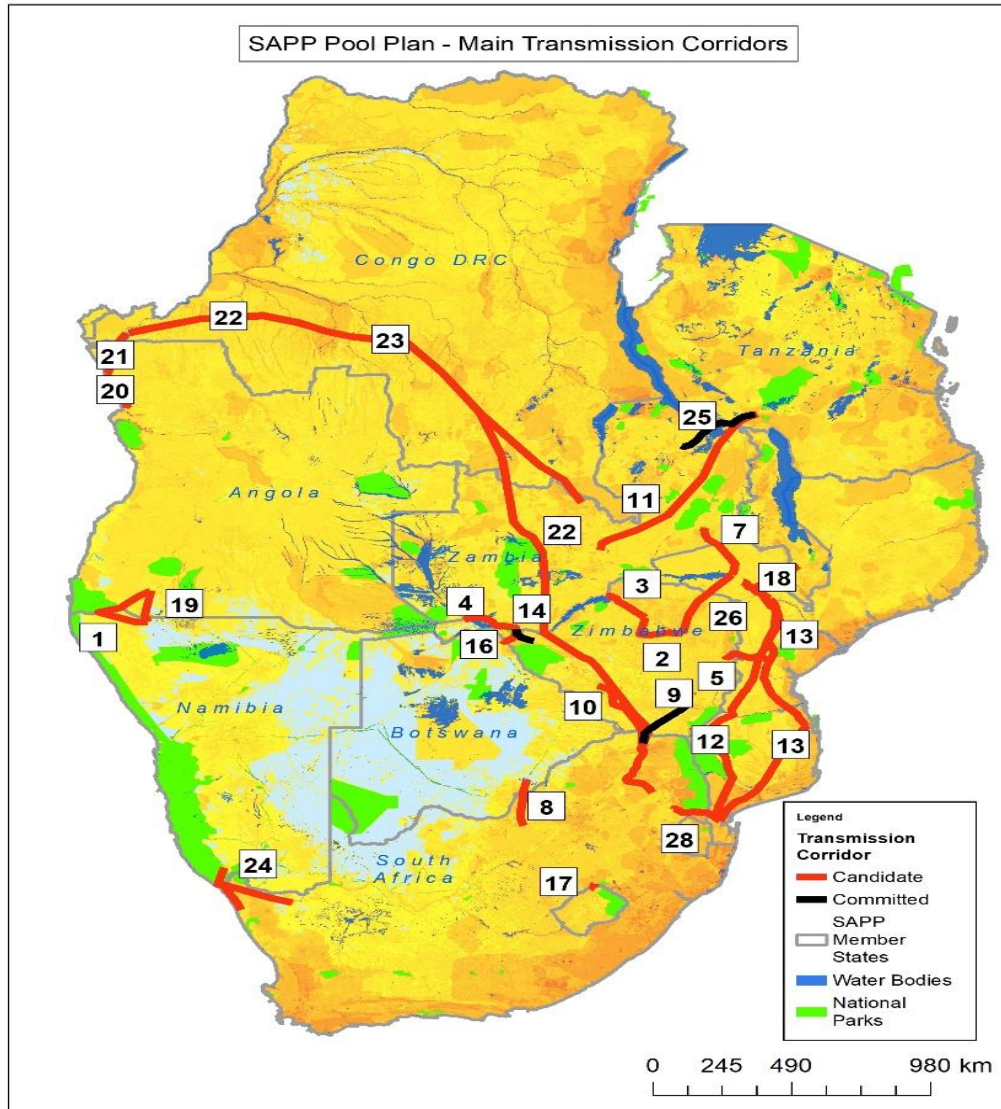 SAPP Pool Plan - Main Transmission Corridors
Congo DRC
22
23
21
20
Tanzania
25
Angola
11
22
7
Zambia
3
18
4
14
19
1
16
Zimbabwe
26
13
2
5
9
10
Namibia
Botswana
12
13
8
28
South
Africa
24
17
Legend
Transmission
Corridor
Candidate
Committed
SAPP
Member
States
Water Bodies
National
Parks
0 245 490 980 km